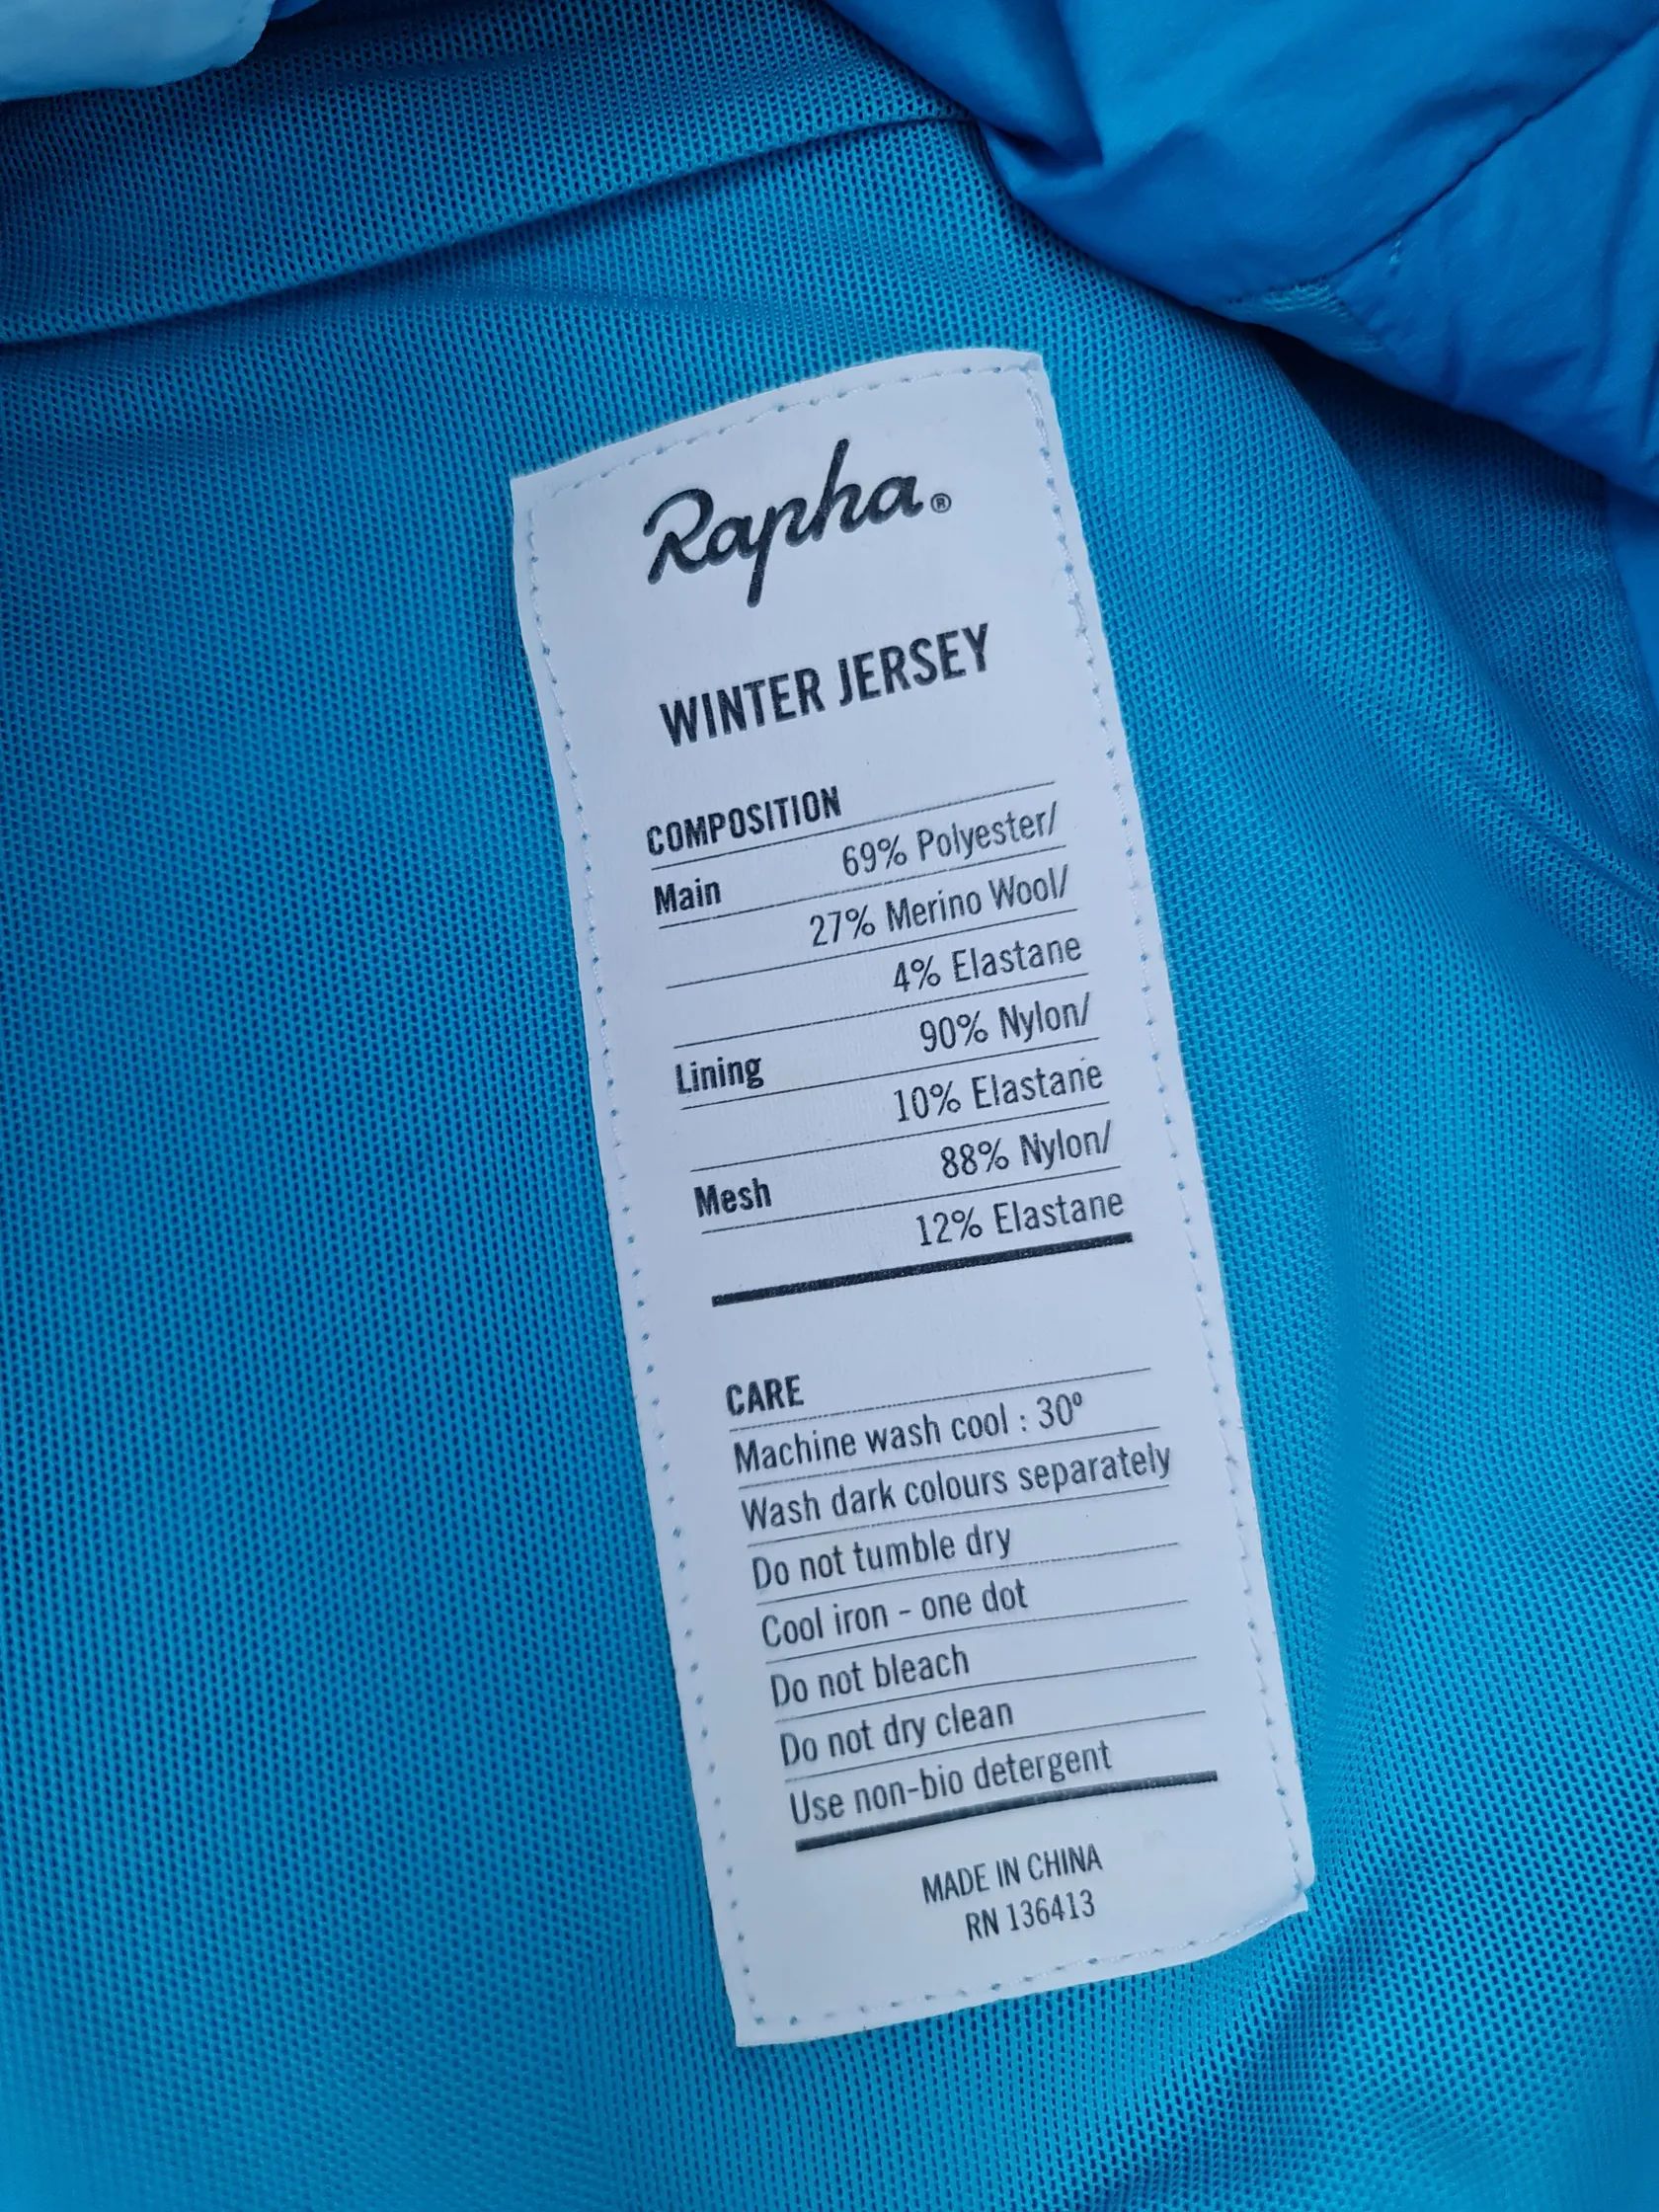 Rapha.®
WINTER JERSEY
COMPOSITION
Main 69% Polyester/
27% Merino Wool/
4% Elastane
Lining 90% Nylon/
10% Elastane
Mesh 88% Nylon/
12% Elastane
CARE
Machine wash cool : 30º
Wash dark colours separately
Do not tumble dry
Cool iron - one dot
Do not bleach
Do not dry clean
Use non-bio detergent
MADE IN CHINA
RN 136413